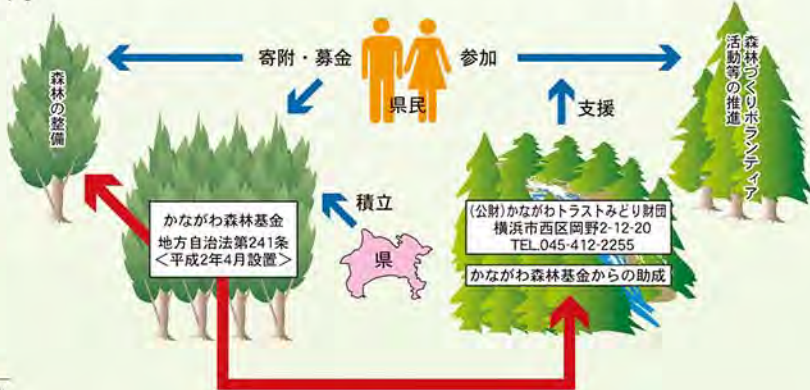 寄附・募金
参加
県民
森林の整備
森林づくりボランティア
活動等の推進
支援
積立
県
かながわ森林基金
地方自治法第241条
<平成2年4月設置>
(公財)かながわトラストみどり財団
横浜市西区岡野2-12-20
TEL.045-412-2255
かながわ森林基金からの助成